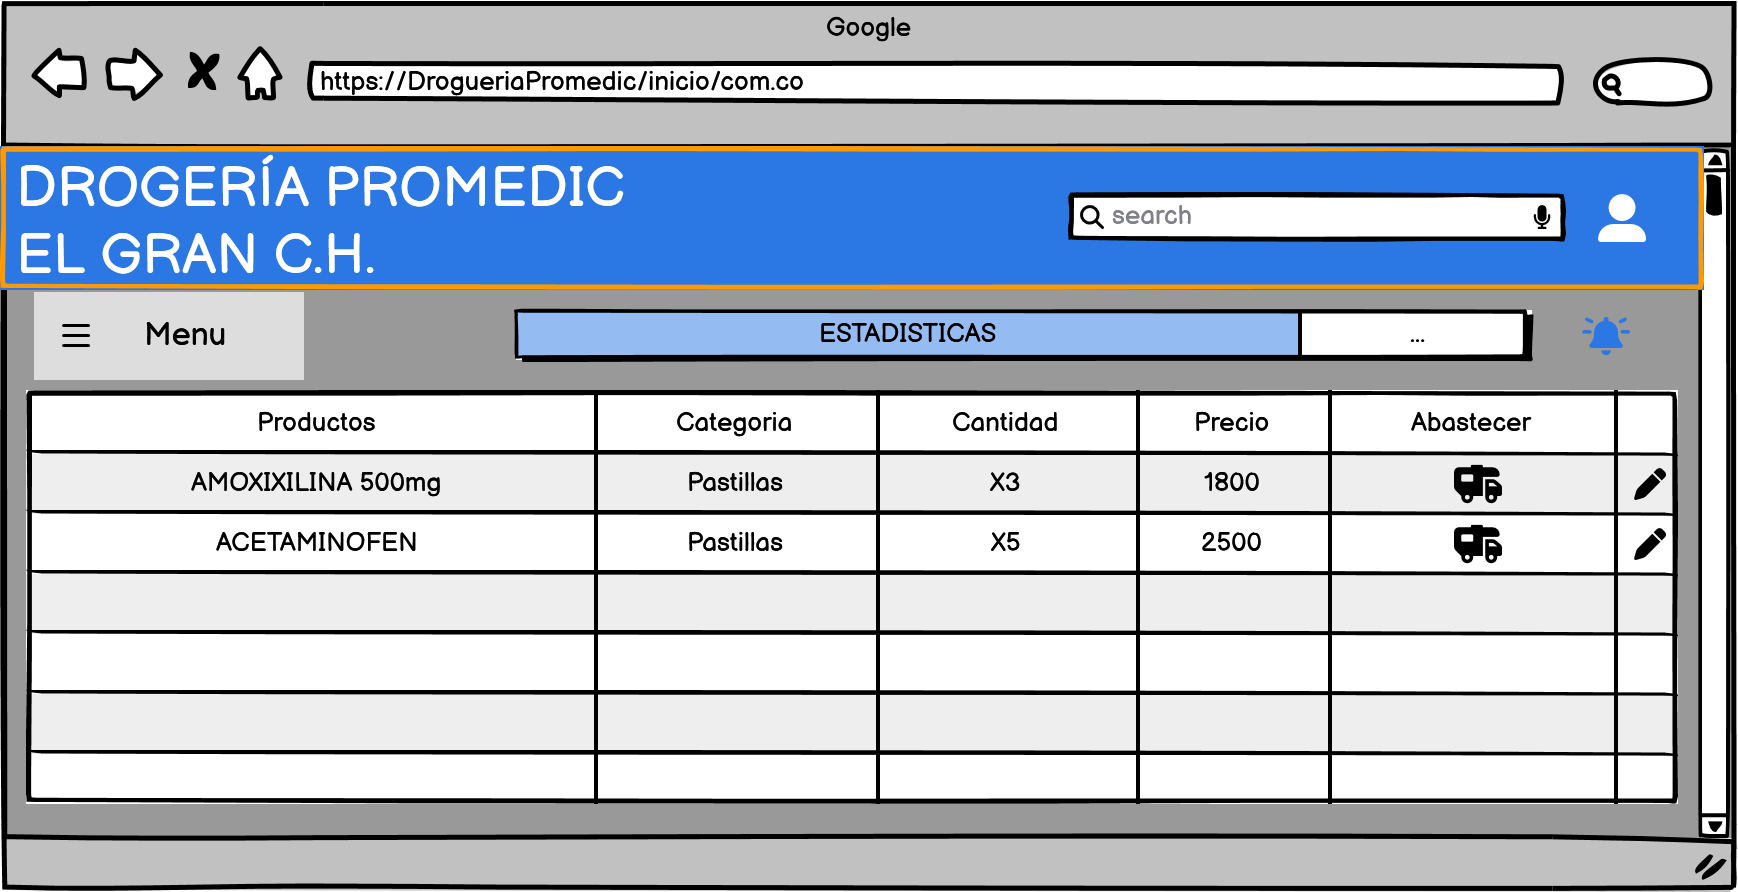 Google
https://DrogueriaPromedic/inicio/com.co
DROGERÍA PROMEDIC
EL GRAN C.H.
search
Menu
ESTADISTICAS
...
Productos Categoria Cantidad Precio Abastecer
AMOXIXILINA 500mg Pastillas X3 1800
ACETAMINOFEN Pastillas X5 2500